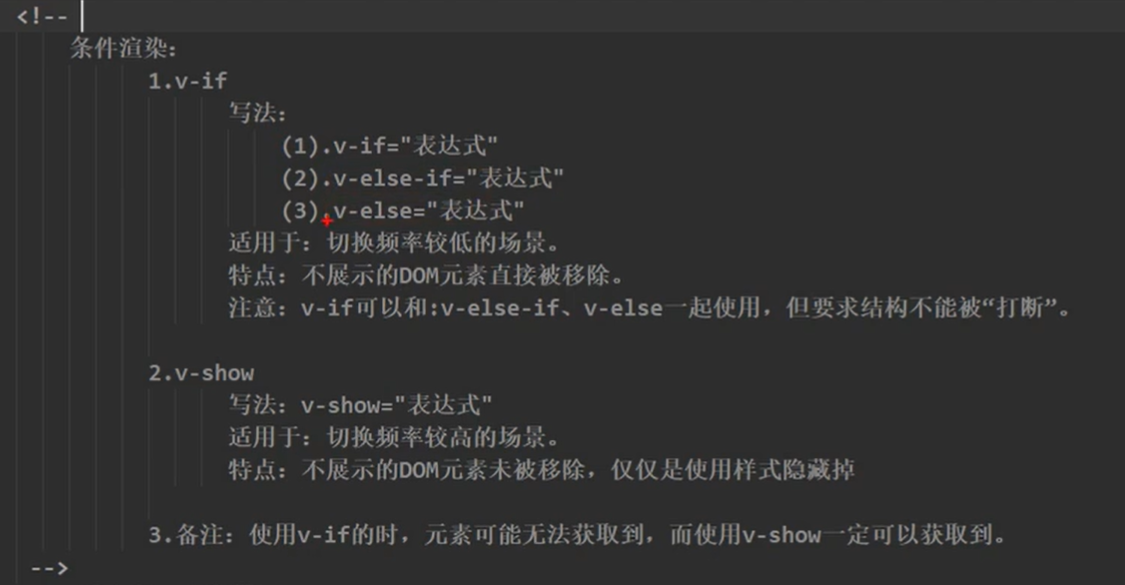 <!--
条件渲染：
1.v-if
写法：
(1).v-if="表达式"
(2).v-else-if="表达式"
(3).v-else="表达式"
适用于：切换频率较低的场景。
特点：不展示的DOM元素直接被移除。
注意：v-if可以和:v-else-if、v-else一起使用，但要求结构不能被“打断”。
2.v-show
写法：v-show="表达式"
适用于：切换频率较高的场景。
特点：不展示的DOM元素未被移除，仅仅是使用样式隐藏掉
3.备注：使用v-if的时，元素可能无法获取到，而使用v-show一定可以获取到。
-->